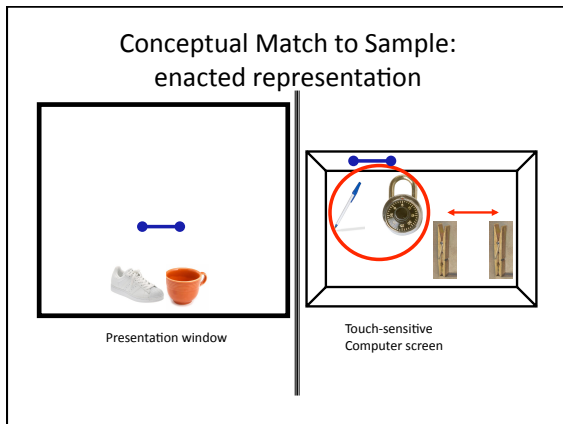 Conceptual Match to Sample:
enacted representation
Presentation window
Touch-sensitive
Computer screen